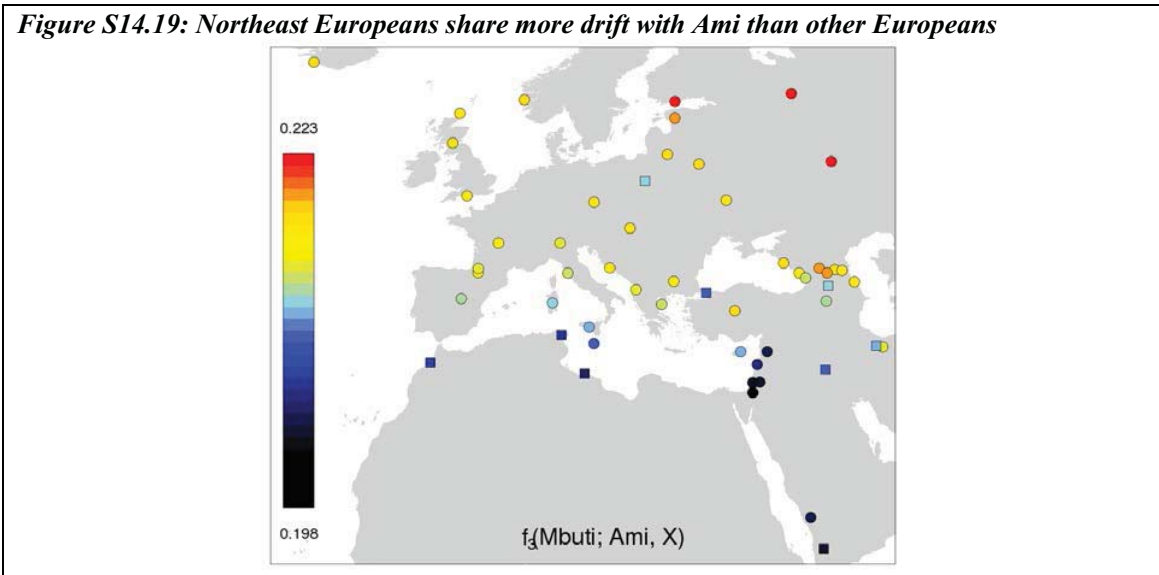 Figure S14.19: Northeast Europeans share more drift with Ami than other Europeans
0.223
0.198
f3(Mbuti; Ami, X)